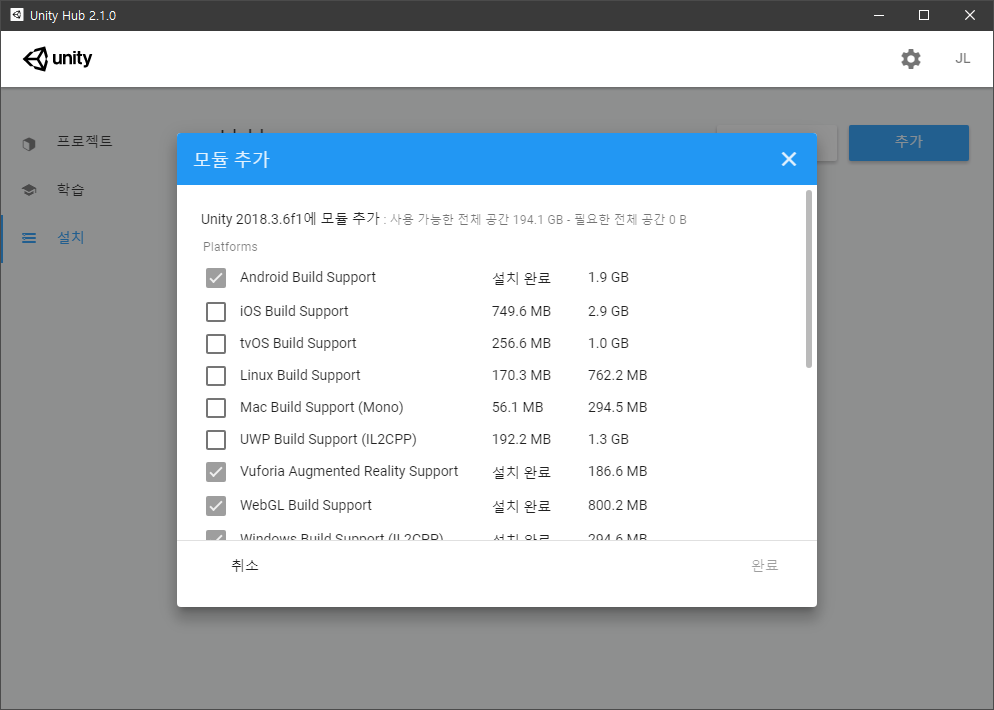 Unity Hub 2.1.0
unity
JL
프로젝트
학습
설치
추가
모듈 추가
Unity 2018.3.6f1에 모듈 추가 : 사용 가능한 전체 공간 194.1 GB - 필요한 전체 공간 0 B
Platforms
Android Build Support 설치 완료 1.9 GB
iOS Build Support 749.6 MB 2.9 GB
tvOS Build Support 256.6 MB 1.0 GB
Linux Build Support 170.3 MB 762.2 MB
Mac Build Support (Mono) 56.1 MB 294.5 MB
UWP Build Support (IL2CPP) 192.2 MB 1.3 GB
Vuforia Augmented Reality Support 설치 완료 186.6 MB
WebGL Build Support 설치 완료 800.2 MB
Windows Build Support (IL2CPP) 설치 완료 294.6 MB
취소 완료